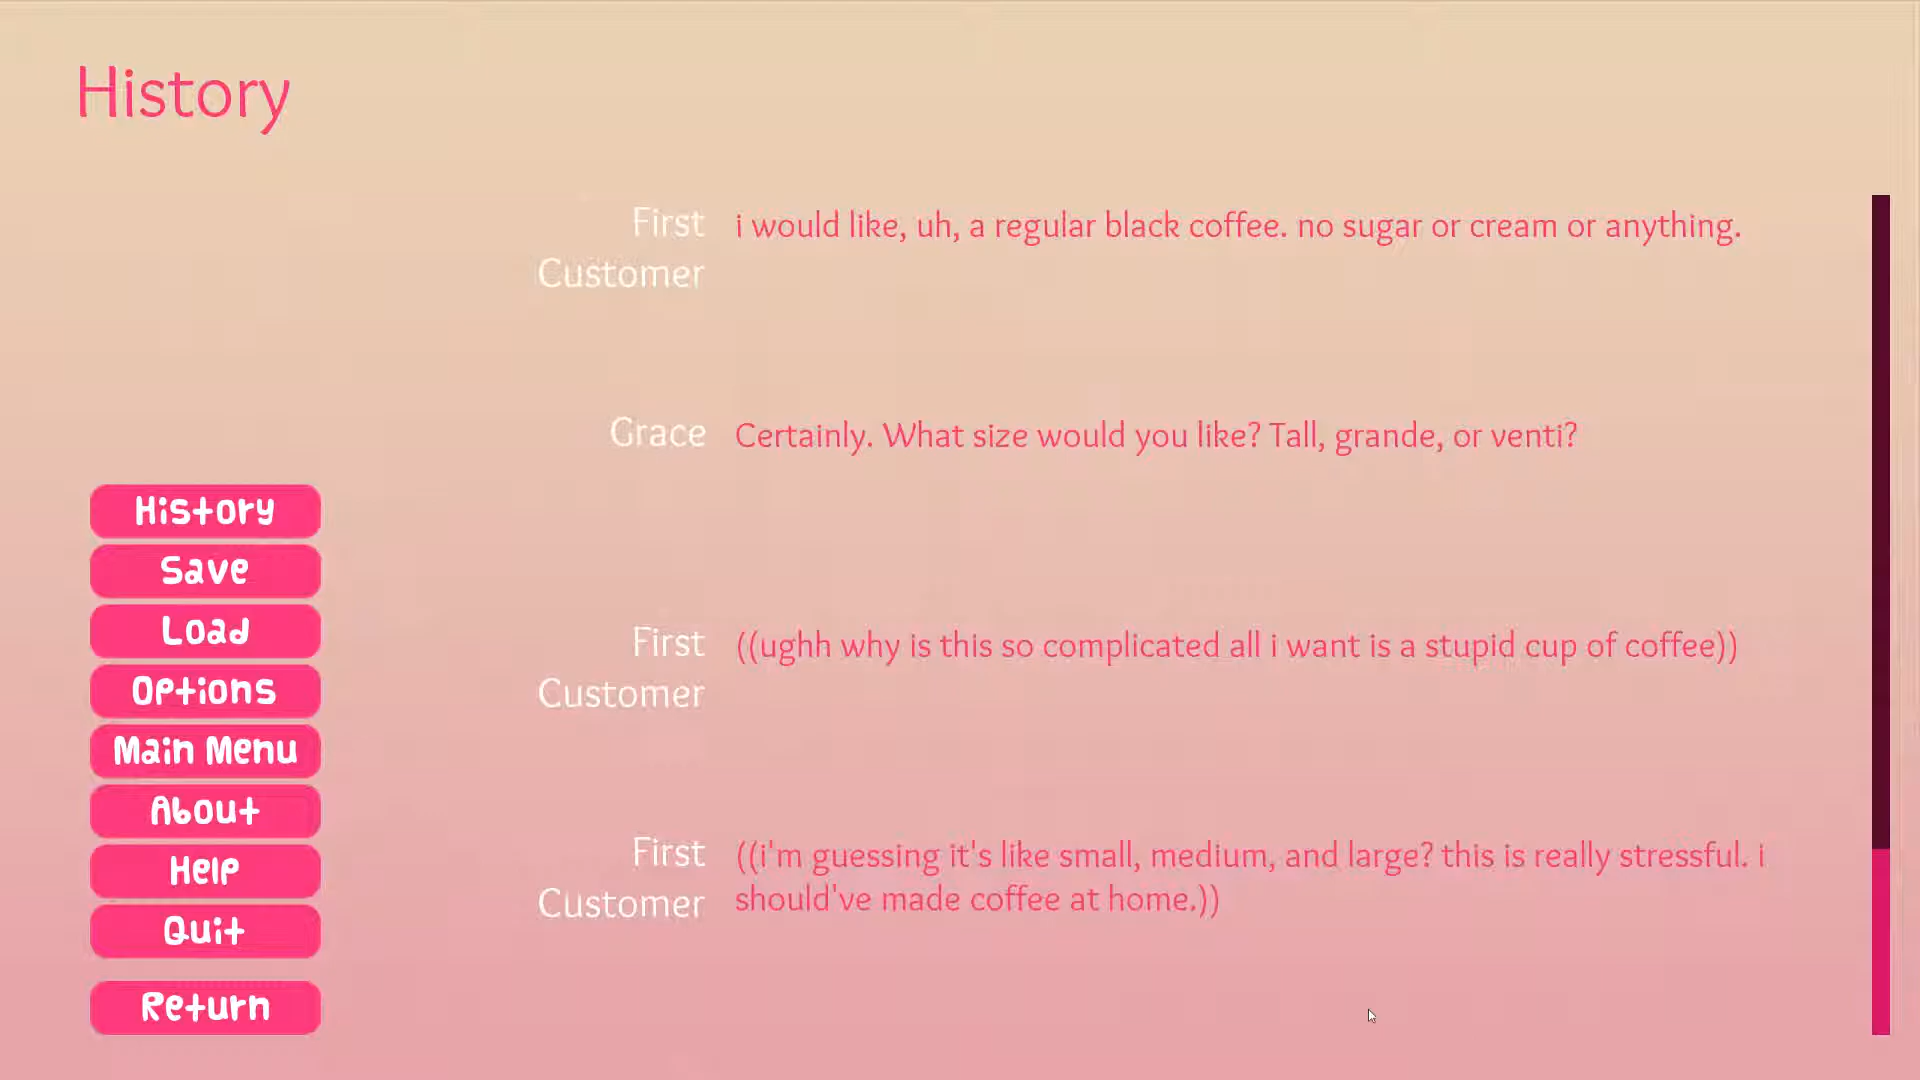 History
First
Customer
i would like, uh, a regular black coffee. no sugar or cream or anything.
Grace
Certainly. What size would you like? Tall, grande, or venti?
First
Customer
((ughh why is this so complicated all i want is a stupid cup of coffee))
First
Customer
((i'm guessing it's like small, medium, and large? this is really stressful. i
should've made coffee at home.))
History
Save
Load
Options
Main Menu
About
Help
Quit
Return